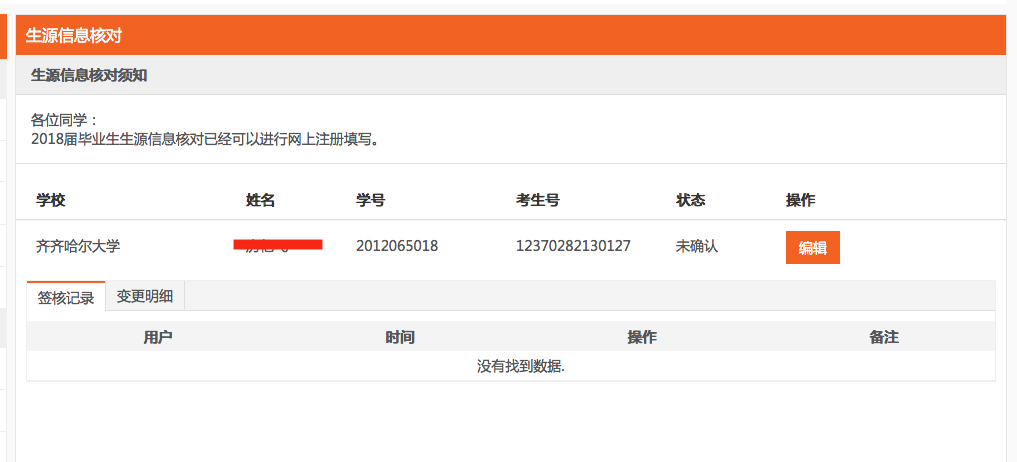 生源信息核对
生源信息核对须知
各位同学：
2018届毕业生生源信息核对已经可以进行网上注册填写。
学校 姓名 学号 考生号 状态 操作
齐齐哈尔大学 2012065018 12370282130127 未确认 编辑
签核记录 变更明细
用户 时间 操作 备注
没有找到数据.